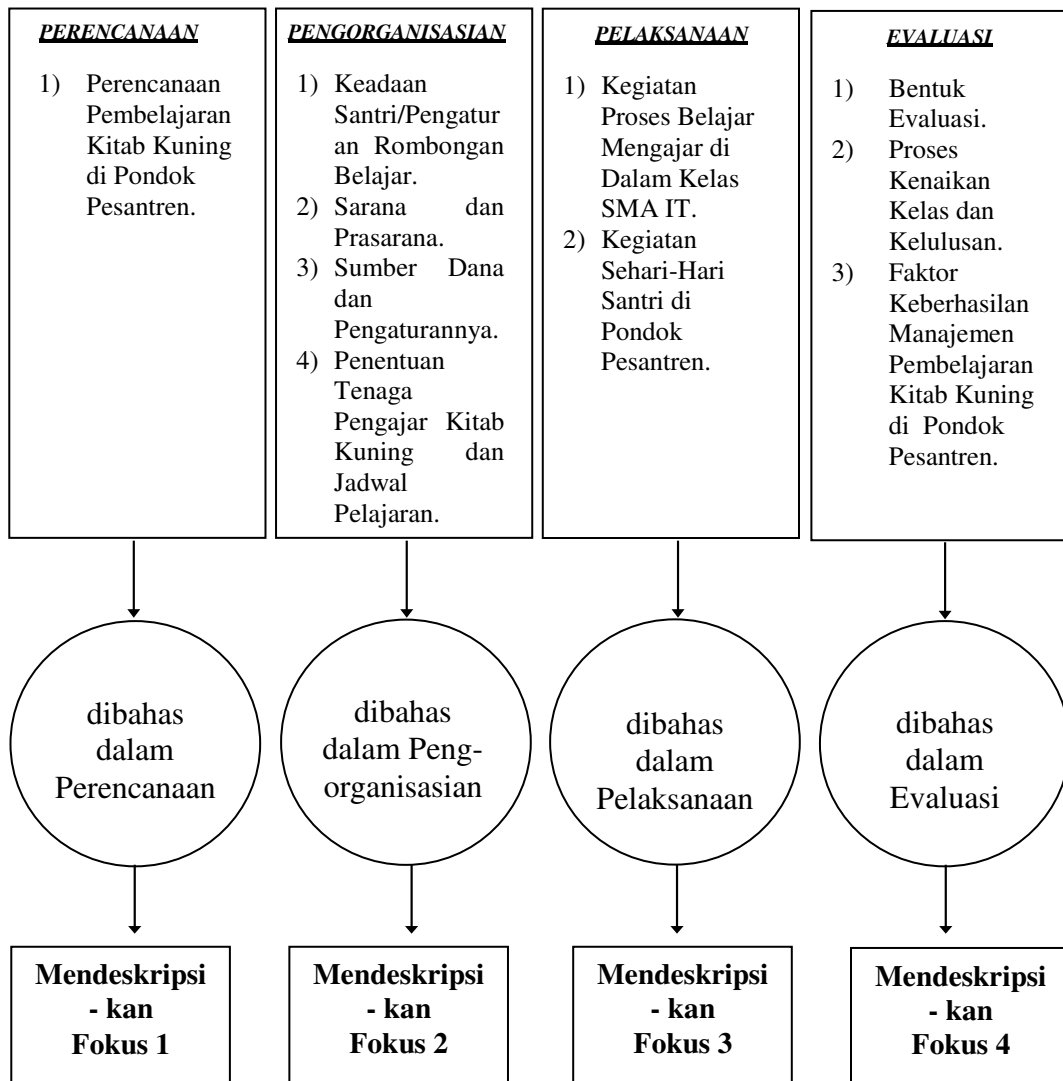 PERENCANAAN
1) Perencanaan
Pembelajaran
Kitab Kuning
di Pondok
Pesantren.
PENGORGANISASIAN
1) Keadaan
Santri/Pengatur
an Rombongan
Belajar.
2) Sarana dan
Prasarana.
3) Sumber Dana
dan
Pengaturannya.
4) Penentuan
Tenaga
Pengajar Kitab
Kuning dan
Jadwal
Pelajaran.
PELAKSANAAN
1) Kegiatan
Proses Belajar
Mengajar di
Dalam Kelas
SMA IT.
2) Kegiatan
Sehari-Hari
Santri di
Pondok
Pesantren.
EVALUASI
1) Bentuk
Evaluasi.
2) Proses
Kenaikan
Kelas dan
Kelulusan.
3) Faktor
Keberhasilan
Manajemen
Pembelajaran
Kitab Kuning
di Pondok
Pesantren.
dibahas
dalam
Perencanaan
dibahas
dalam Peng-
organisasian
dibahas
dalam
Pelaksanaan
dibahas
dalam
Evaluasi
Mendeskripsi
- kan
Fokus 1
Mendeskripsi
- kan
Fokus 2
Mendeskripsi
- kan
Fokus 3
Mendeskripsi
- kan
Fokus 4